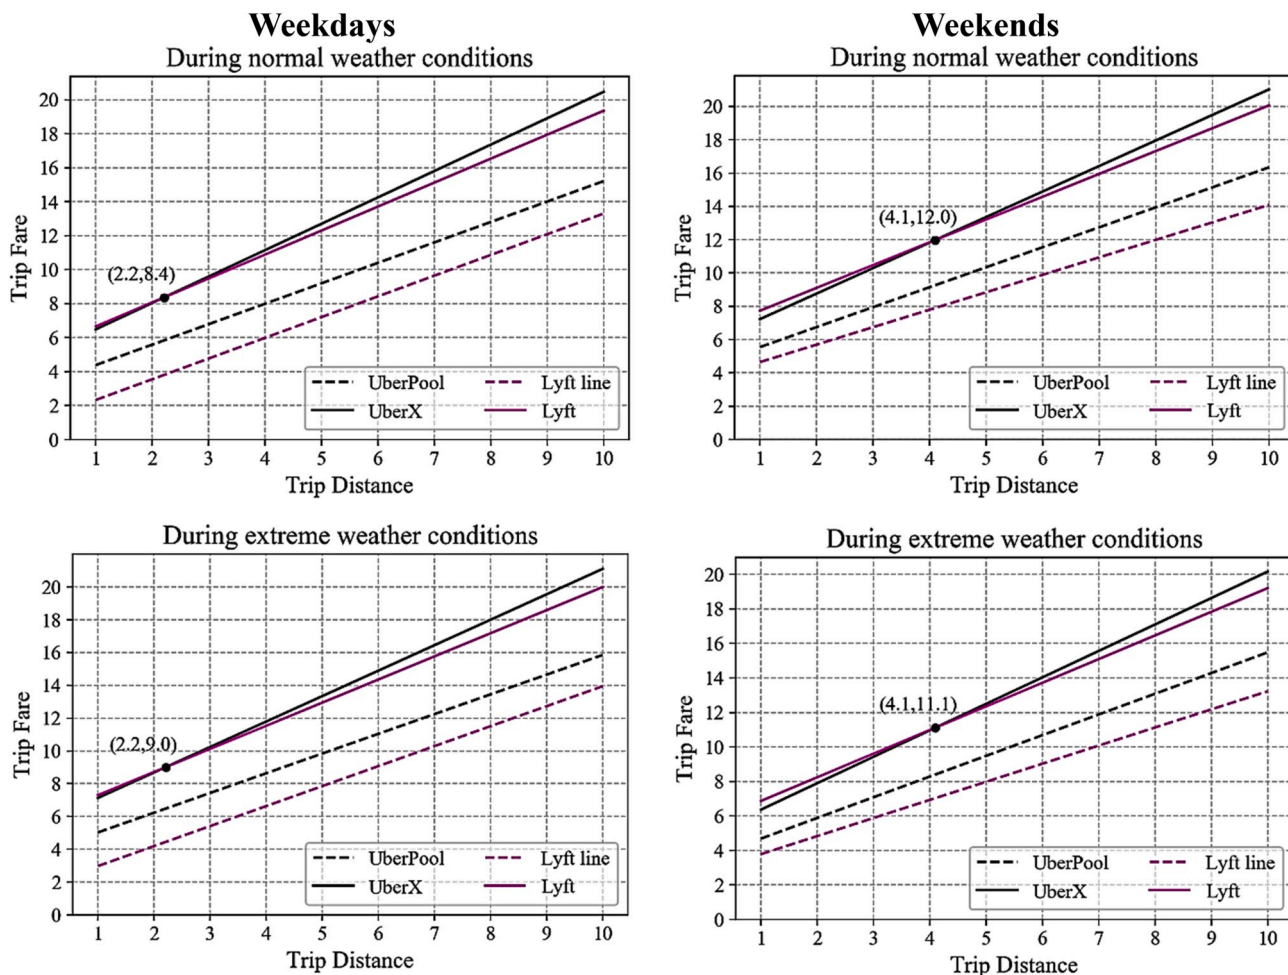 Weekdays
During normal weather conditions
Trip Fare
20
18
16
14
12
10
8
6
4
2
0
(2.2,8.4)
UberPool
Lyft line
UberX
Lyft
1 2 3 4 5 6 7 8 9 10
Trip Distance
Weekends
During normal weather conditions
Trip Fare
20
18
16
14
12
10
8
6
4
2
0
(4.1,12.0)
UberPool
Lyft line
UberX
Lyft
1 2 3 4 5 6 7 8 9 10
Trip Distance
During extreme weather conditions
Trip Fare
20
18
16
14
12
10
8
6
4
2
0
(2.2,9.0)
UberPool
Lyft line
UberX
Lyft
1 2 3 4 5 6 7 8 9 10
Trip Distance
During extreme weather conditions
Trip Fare
20
18
16
14
12
10
8
6
4
2
0
(4.1,11.1)
UberPool
Lyft line
UberX
Lyft
1 2 3 4 5 6 7 8 9 10
Trip Distance